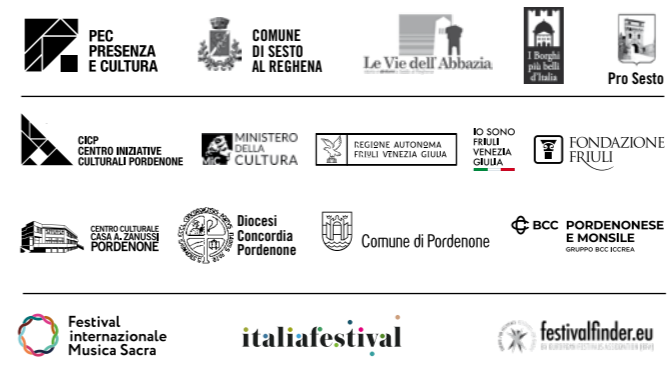 PEC
PRESENZA
E CULTURA
COMUNE
DI SESTO
AL REGHENA
Le Vie dell'Abbazia
I Borghi
più belli
d'Italia
Pro Sesto
CICP
CENTRO INIZIATIVE
CULTURALI PORDENONE
MINISTERO
DELLA
CULTURA
REGIONE AUTONOMA
FRIULI VENEZIA GIULIA
IO SONO
FRIULI
VENEZIA
GIULIA
FONDAZIONE
FRIULI
CENTRO CULTURALE
CASA A. ZANUSSI
PORDENONE
Diocesi
Concordia
Pordenone
Comune di Pordenone
BCC PORDENONESE
E MONSILE
GRUPPO BCC ICCREA
Festival
internazionale
Musica Sacra
italiafestival
festivalfinder.eu